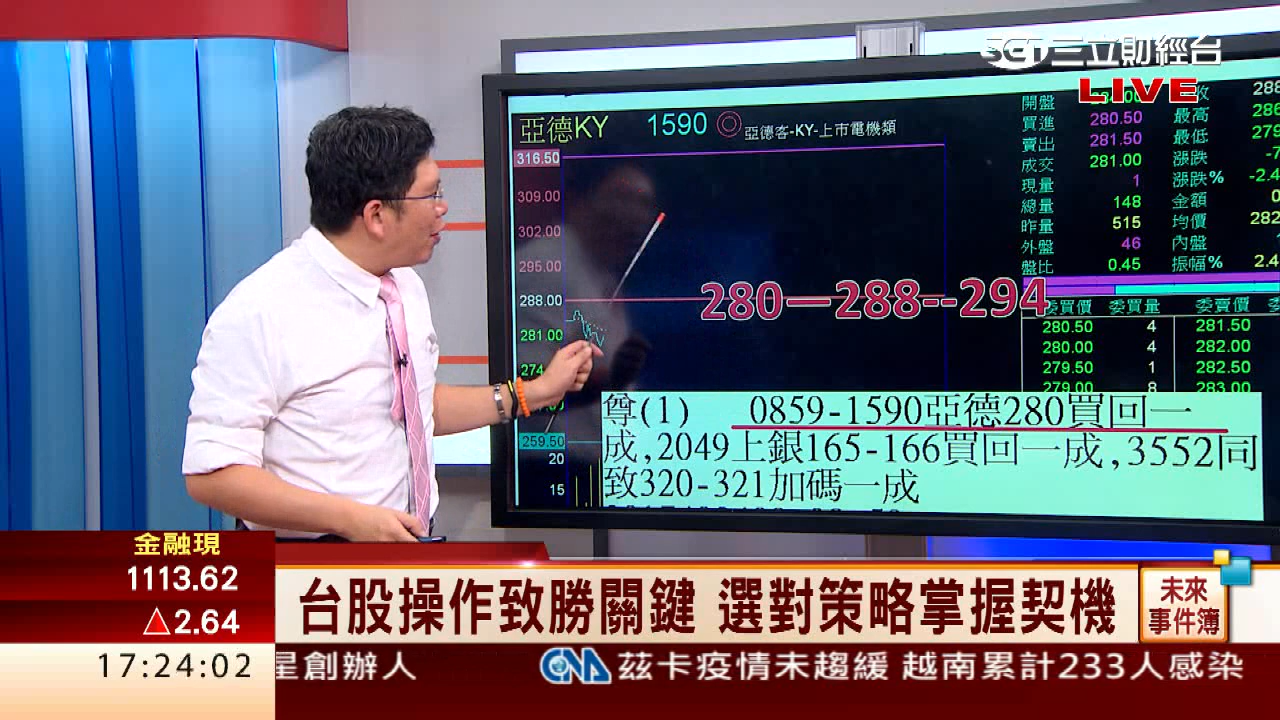 SET三立財經台
LIVE
亞德KY 1590 亞德客-KY-上市電機類
316.50
309.00
302.00
295.00
288.00
281.00
259.50
20
15
開盤
買進 280.50
賣出 281.50
成交 281.00
現量 1
總量 148
昨量 515
外盤 46
盤比 0.45
最高
最低
漲跌
漲跌%
金額
均價
內盤
振幅%
280—288--294
委買價 委買量 委賣價
280.50 4 281.50
280.00 4 282.00
279.50 1 282.50
279.00 8 283.00
尊(1) 0859-1590亞德280買回一
成,2049上銀165-166買回一成,3552同
致320-321加碼一成
金融現
1113.62
△2.64
台股操作致勝關鍵 選對策略掌握契機
未來
事件簿
17:24:02
星創辦人 CNA 茲卡疫情未趨緩 越南累計233人感染